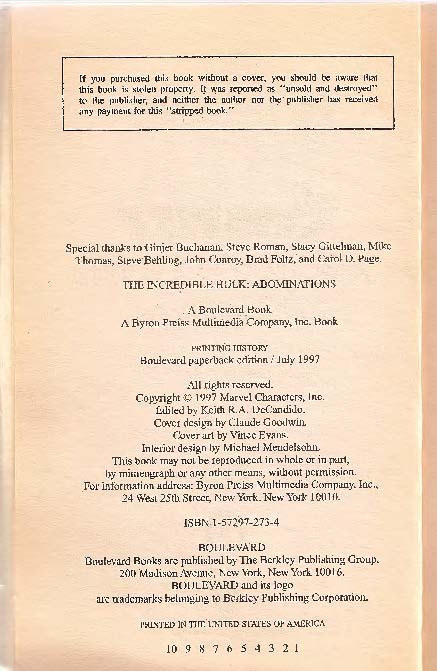 If you purchased this book without a cover, you should be aware that
this book is stolen property. It was reported as "unsold and destroyed"
to the publisher, and neither the author nor the publisher has received
any payment for this "stripped book."
Special thanks to Ginjer Buchanan, Steve Roman, Stacy Gittelman, Mike
Thomas, Steve Behling, John Conroy, Brad Foltz, and Carol D. Page.
THE INCREDIBLE HULK: ABOMINATIONS
A Boulevard Book
A Byron Preiss Multimedia Company, Inc. Book
PRINTING HISTORY
Boulevard paperback edition / July 1997
All rights reserved.
Copyright © 1997 Marvel Characters, Inc.
Edited by Keith R.A. DeCandido.
Cover design by Claude Goodwin.
Cover art by Vince Evans.
Interior design by Michael Mendelsohn.
This book may not be reproduced in whole or in part,
by mimeograph or any other means, without permission.
For information address: Byron Preiss Multimedia Company, Inc.,
24 West 25th Street, New York, New York 10010.
ISBN 1-57297-273-4
BOULEVARD
Boulevard Books are published by The Berkley Publishing Group,
200 Madison Avenue, New York, New York 10016.
BOULEVARD and its logo
are trademarks belonging to Berkley Publishing Corporation.
PRINTED IN THE UNITED STATES OF AMERICA
10 9 8 7 6 5 4 3 2 1